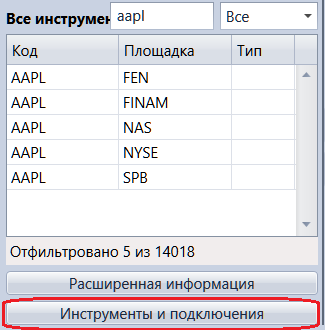 Все инструмен aapl Все
Код Площадка Тип
AAPL FEN
AAPL FINAM
AAPL NAS
AAPL NYSE
AAPL SPB
Отфильтровано 5 из 14018
Расширенная информация
Инструменты и подключения